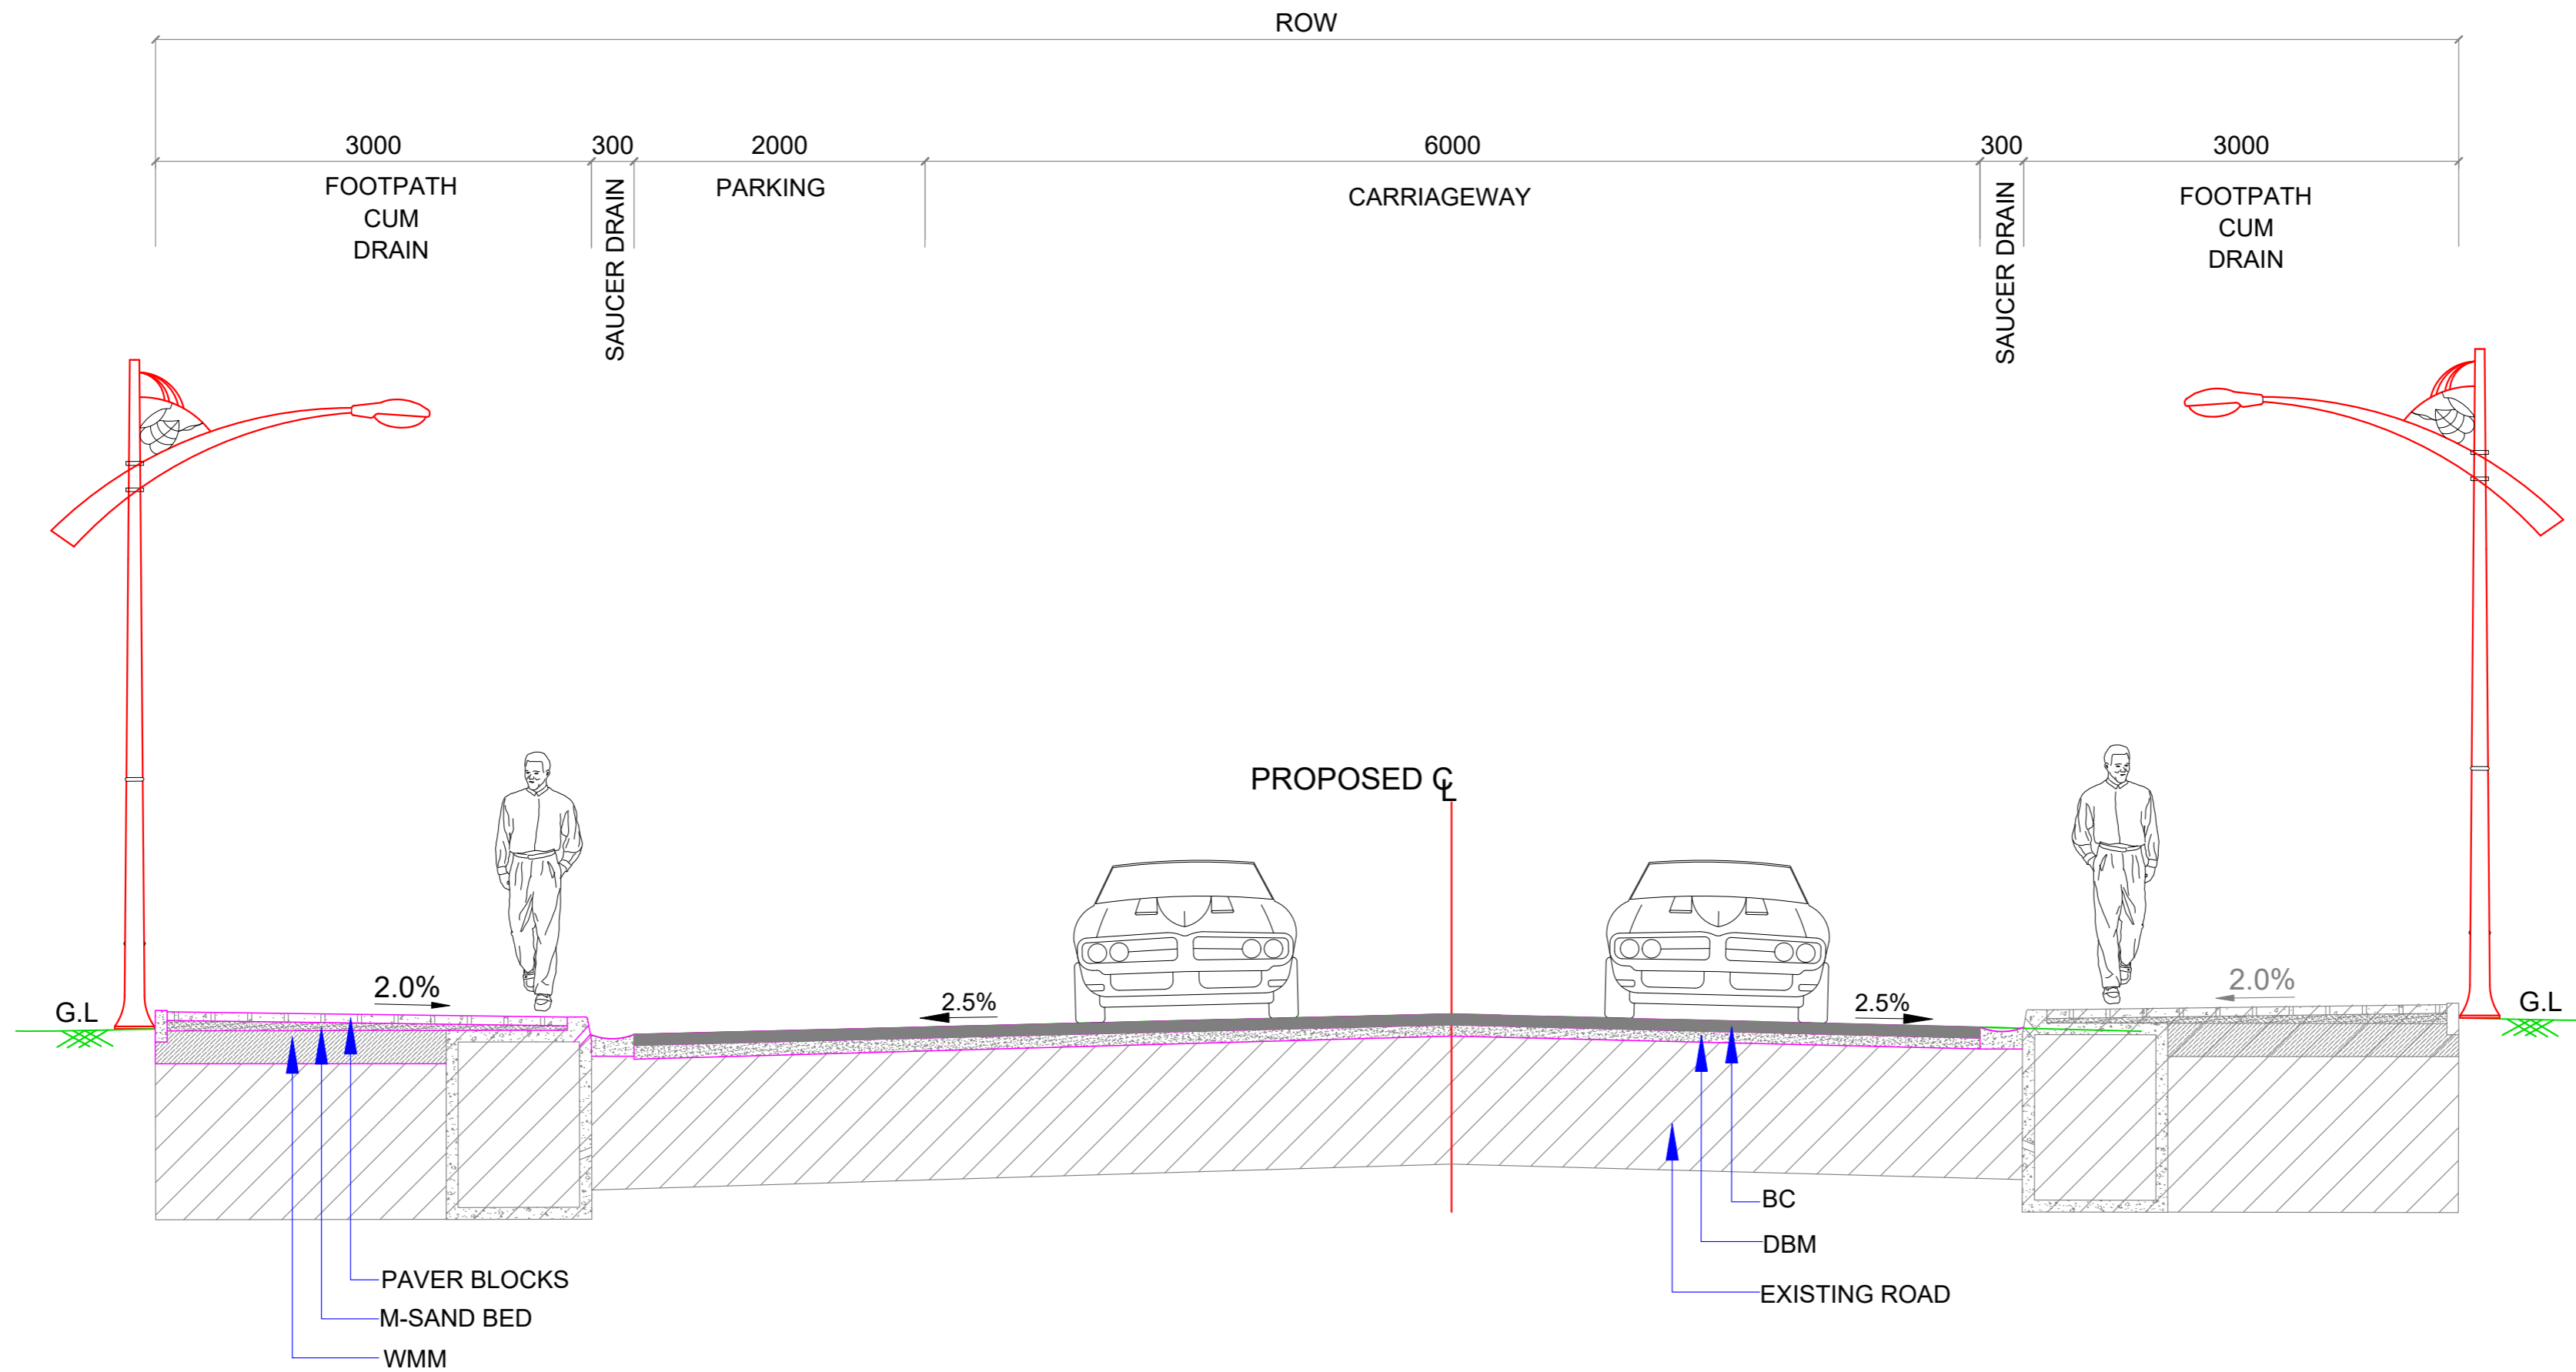 ROW
3000
300
2000
6000
300
3000
FOOTPATH
CUM
DRAIN
SAUCER DRAIN
PARKING
CARRIAGEWAY
SAUCER DRAIN
FOOTPATH
CUM
DRAIN
PROPOSED CL
2.0%
2.5%
2.5%
2.0%
G.L
G.L
BC
DBM
EXISTING ROAD
PAVER BLOCKS
M-SAND BED
WMM